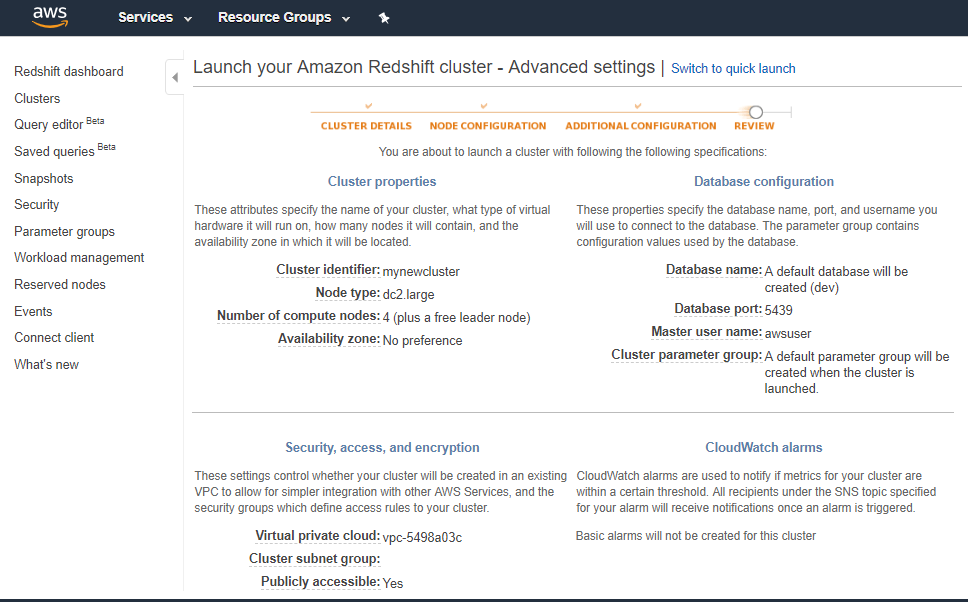 aws
Services
Resource Groups
Redshift dashboard
Clusters
Query editor Beta
Saved queries Beta
Snapshots
Security
Parameter groups
Workload management
Reserved nodes
Events
Connect client
What's new
Launch your Amazon Redshift cluster - Advanced settings | Switch to quick launch
CLUSTER DETAILS
NODE CONFIGURATION
ADDITIONAL CONFIGURATION
REVIEW
You are about to launch a cluster with following the following specifications:
Cluster properties
These attributes specify the name of your cluster, what type of virtual
hardware it will run on, how many nodes it will contain, and the
availability zone in which it will be located.
Cluster identifier: mynewcluster
Node type: dc2.large
Number of compute nodes: 4 (plus a free leader node)
Availability zone: No preference
Database configuration
These properties specify the database name, port, and username you
will use to connect to the database. The parameter group contains
configuration values used by the database.
Database name: A default database will be
created (dev)
Database port: 5439
Master user name: awsuser
Cluster parameter group: A default parameter group will be
created when the cluster is
launched.
Security, access, and encryption
These settings control whether your cluster will be created in an existing
VPC to allow for simpler integration with other AWS Services, and the
security groups which define access rules to your cluster.
Virtual private cloud: vpc-5498a03c
Cluster subnet group:
Publicly accessible: Yes
CloudWatch alarms
CloudWatch alarms are used to notify if metrics for your cluster are
within a certain threshold. All recipients under the SNS topic specified
for your alarm will receive notifications once an alarm is triggered.
Basic alarms will not be created for this cluster